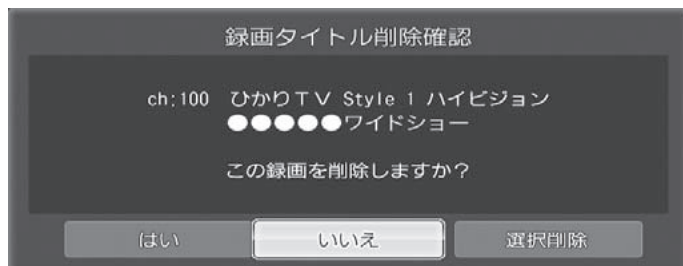 録画タイトル削除確認
ch:100 ひかりTV Style 1 ハイビジョン
●●●●●ワイドショー
この録画を削除しますか？
はい いいえ 選択削除